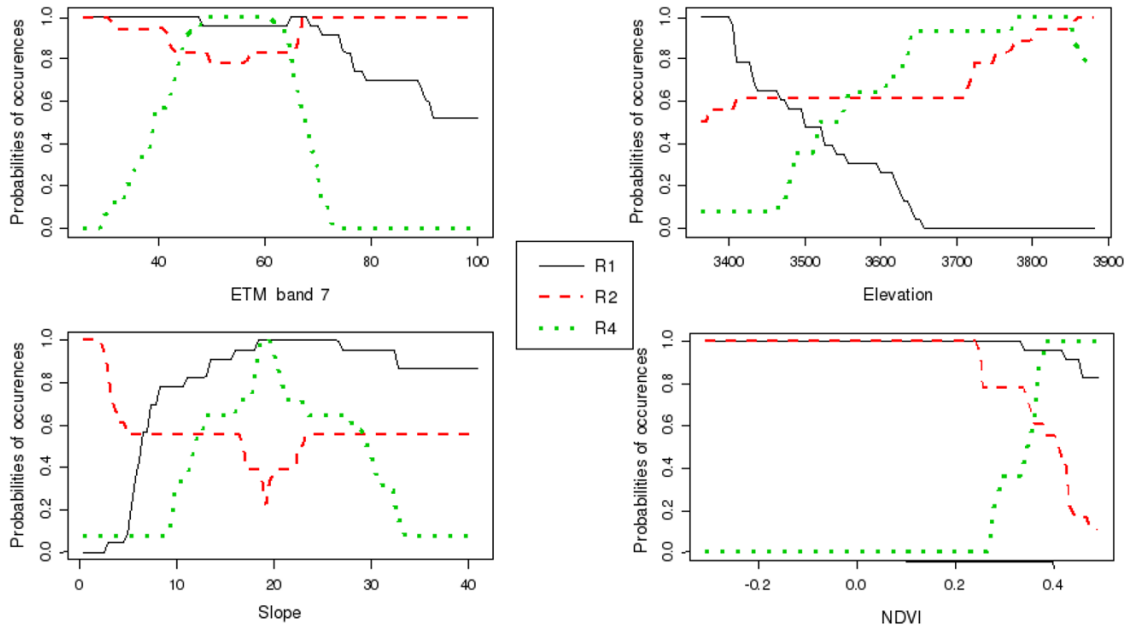 Probabilities of occurences
0.0 0.2 0.4 0.6 0.8 1.0
40 60 80 100
ETM band 7
Probabilities of occurences
0.0 0.2 0.4 0.6 0.8 1.0
3400 3500 3600 3700 3800 3900
Elevation
R1
R2
R4
Probabilities of occurences
0.0 0.2 0.4 0.6 0.8 1.0
0 10 20 30 40
Slope
Probabilities of occurences
0.0 0.2 0.4 0.6 0.8 1.0
-0.2 0.0 0.2 0.4
NDVI